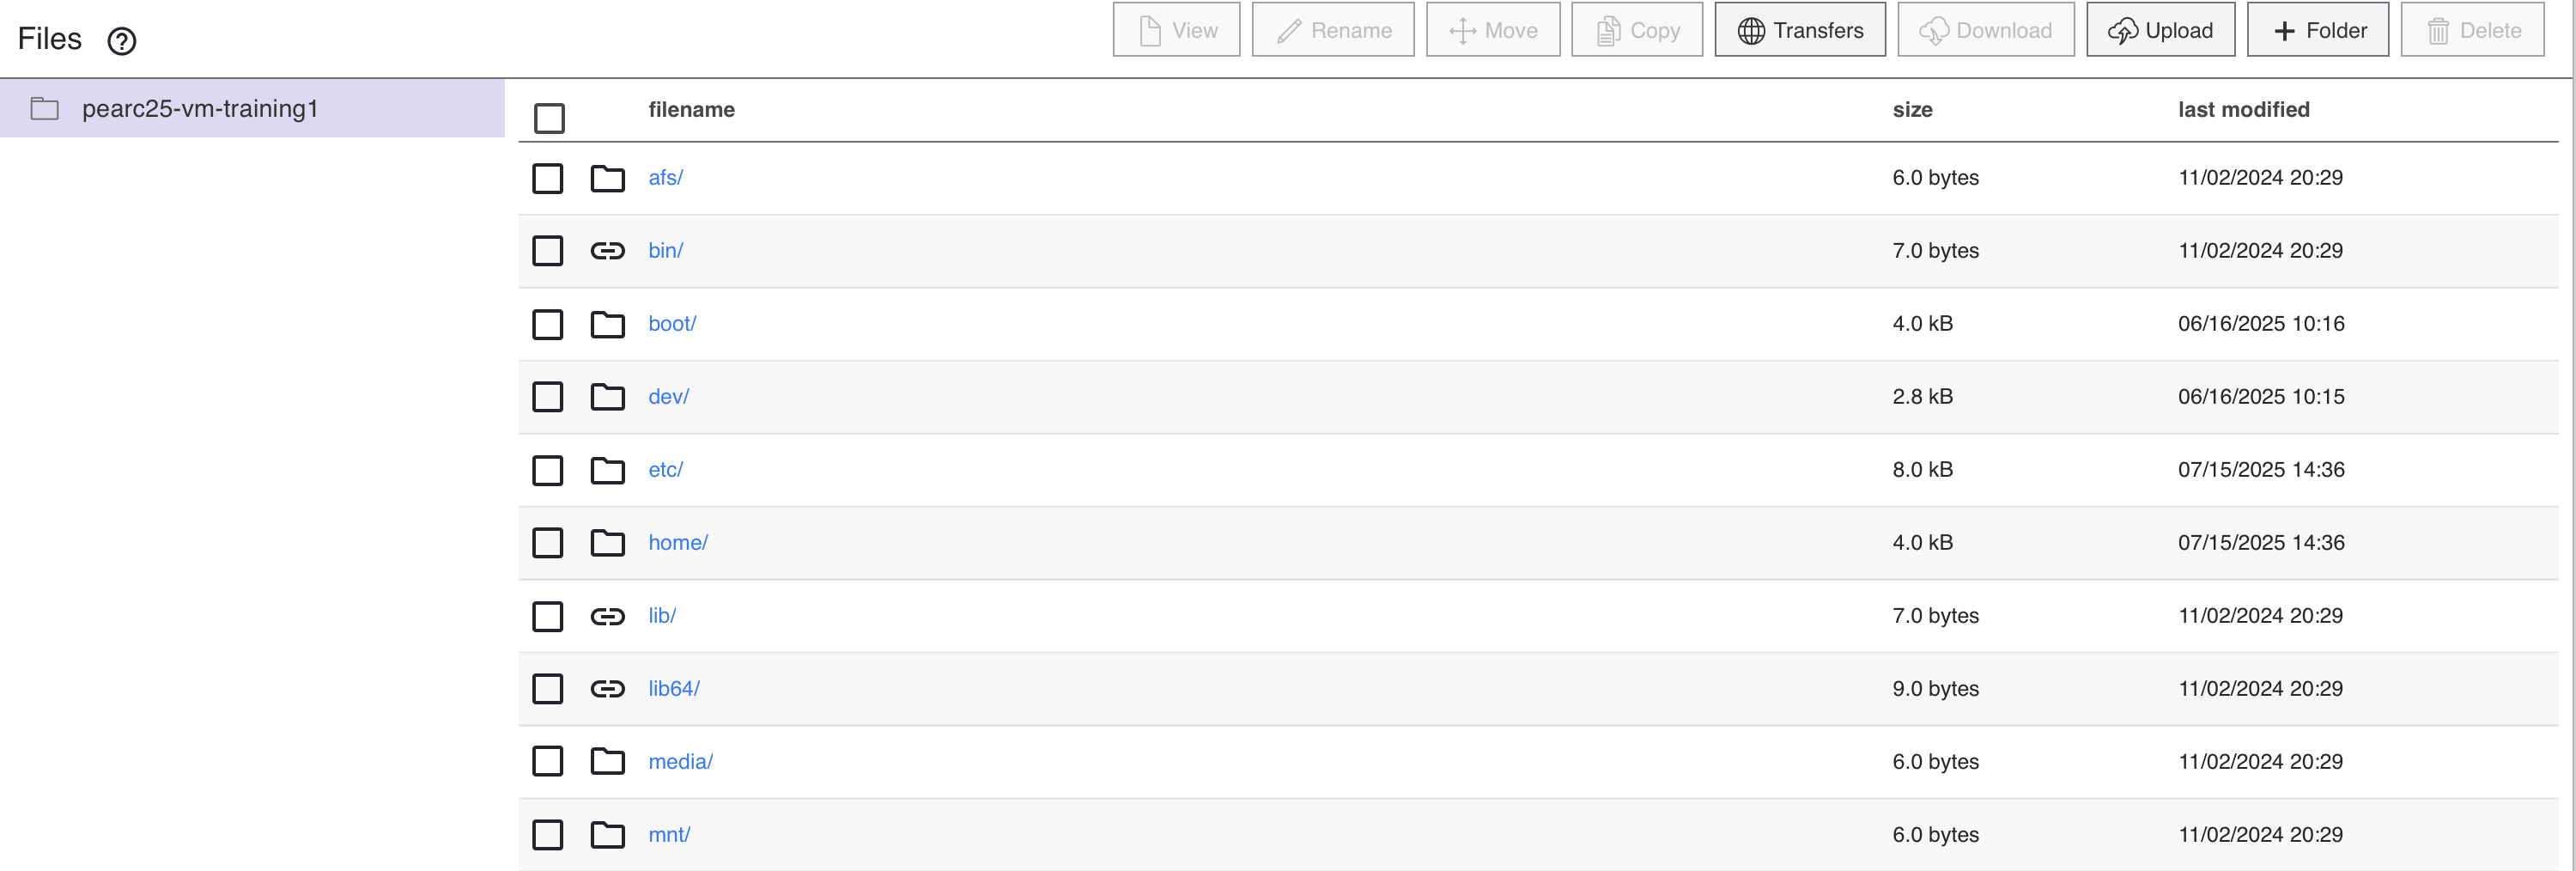 Files ?
View Rename Move Copy Transfers Download Upload + Folder Delete
pearc25-vm-training1
filename size last modified
afs/ 6.0 bytes 11/02/2024 20:29
bin/ 7.0 bytes 11/02/2024 20:29
boot/ 4.0 kB 06/16/2025 10:16
dev/ 2.8 kB 06/16/2025 10:15
etc/ 8.0 kB 07/15/2025 14:36
home/ 4.0 kB 07/15/2025 14:36
lib/ 7.0 bytes 11/02/2024 20:29
lib64/ 9.0 bytes 11/02/2024 20:29
media/ 6.0 bytes 11/02/2024 20:29
mnt/ 6.0 bytes 11/02/2024 20:29